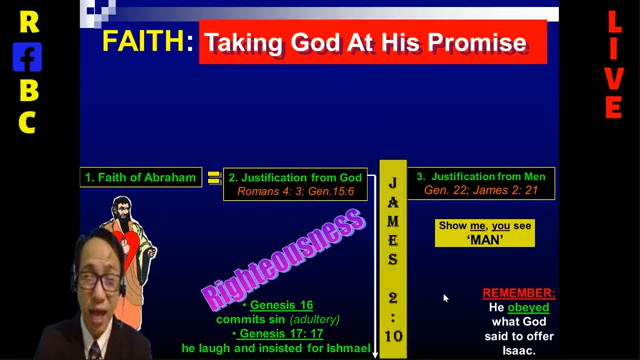 R
B
C
LIVE
FAITH: Taking God At His Promise
1. Faith of Abraham
=
2. Justification from God
Romans 4: 3; Gen.15:6
JAMES 2:10
3. Justification from Men
Gen. 22; James 2: 21
Show me, you see
‘MAN’
Righteousness
• Genesis 16
commits sin (adultery)
• Genesis 17: 17
he laugh and insisted for Ishmael
REMEMBER:
He obeyed
what God
said to offer
Isaac.